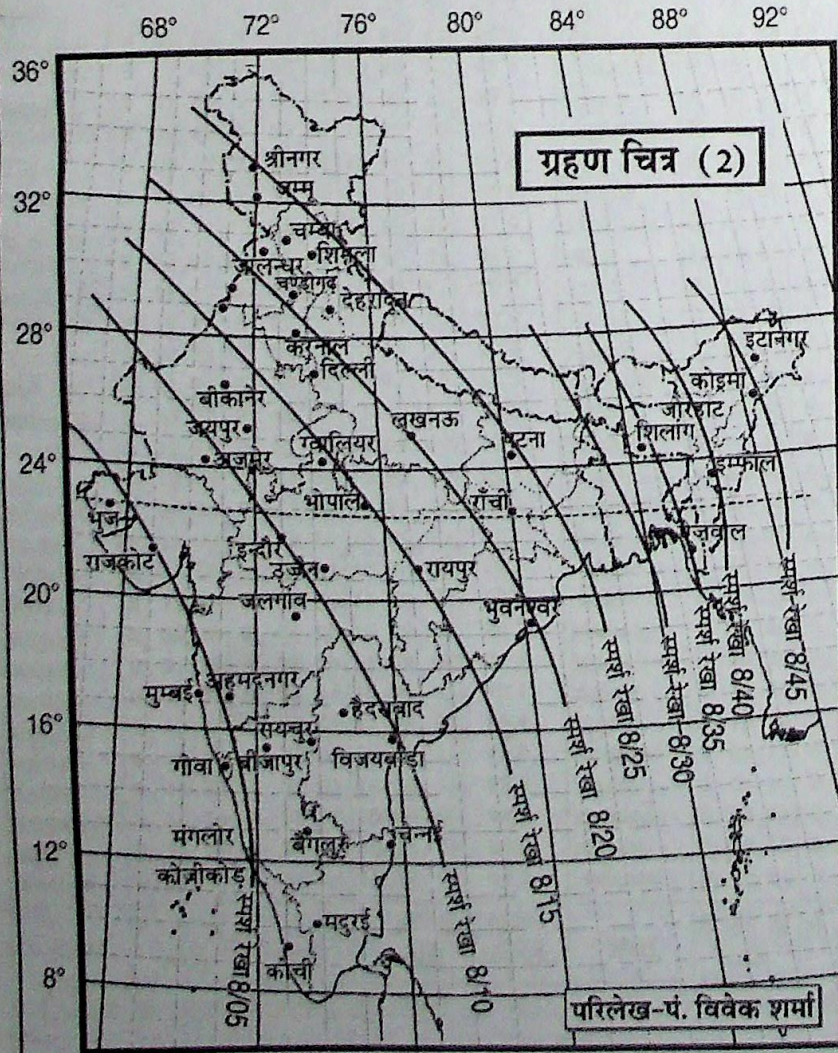 68° 72° 76° 80° 84° 88° 92°
36°
ग्रहण चित्र (2)
श्रीनगर
जम्मू
32°
चम्बा
शिमला
जालन्धर
चण्डीगढ़
देहरादून
28°
करनाल
दिल्ली
इटानगर
कोहिमा
बीकानेर
जोरहाट
जयपुर
लखनऊ
शिलांग
ग्वालियर
पटना
24°
अजमेर
इम्फाल
भोपाल
राँची
भुज
इन्दौर
राजकोट
उज्जैन
रायपुर
20°
जलगाँव
भुवनेश्वर
अहमदनगर
मुम्बई
हैदराबाद
16°
रायचुर
गोवा
बीजापुर
विजयवाड़ा
मंगलोर
बैंगलुरु
चेन्नई
12°
कोज़ीकोड़
मदुरई
कोची
8°
स्पर्श रेखा 8/05
स्पर्श रेखा 8/10
स्पर्श रेखा 8/15
स्पर्श रेखा 8/20
स्पर्श रेखा 8/25
स्पर्श रेखा 8/30
स्पर्श रेखा 8/35
स्पर्श रेखा 8/40
स्पर्श रेखा 8/45
परिलेख-पं. विवेक शर्मा